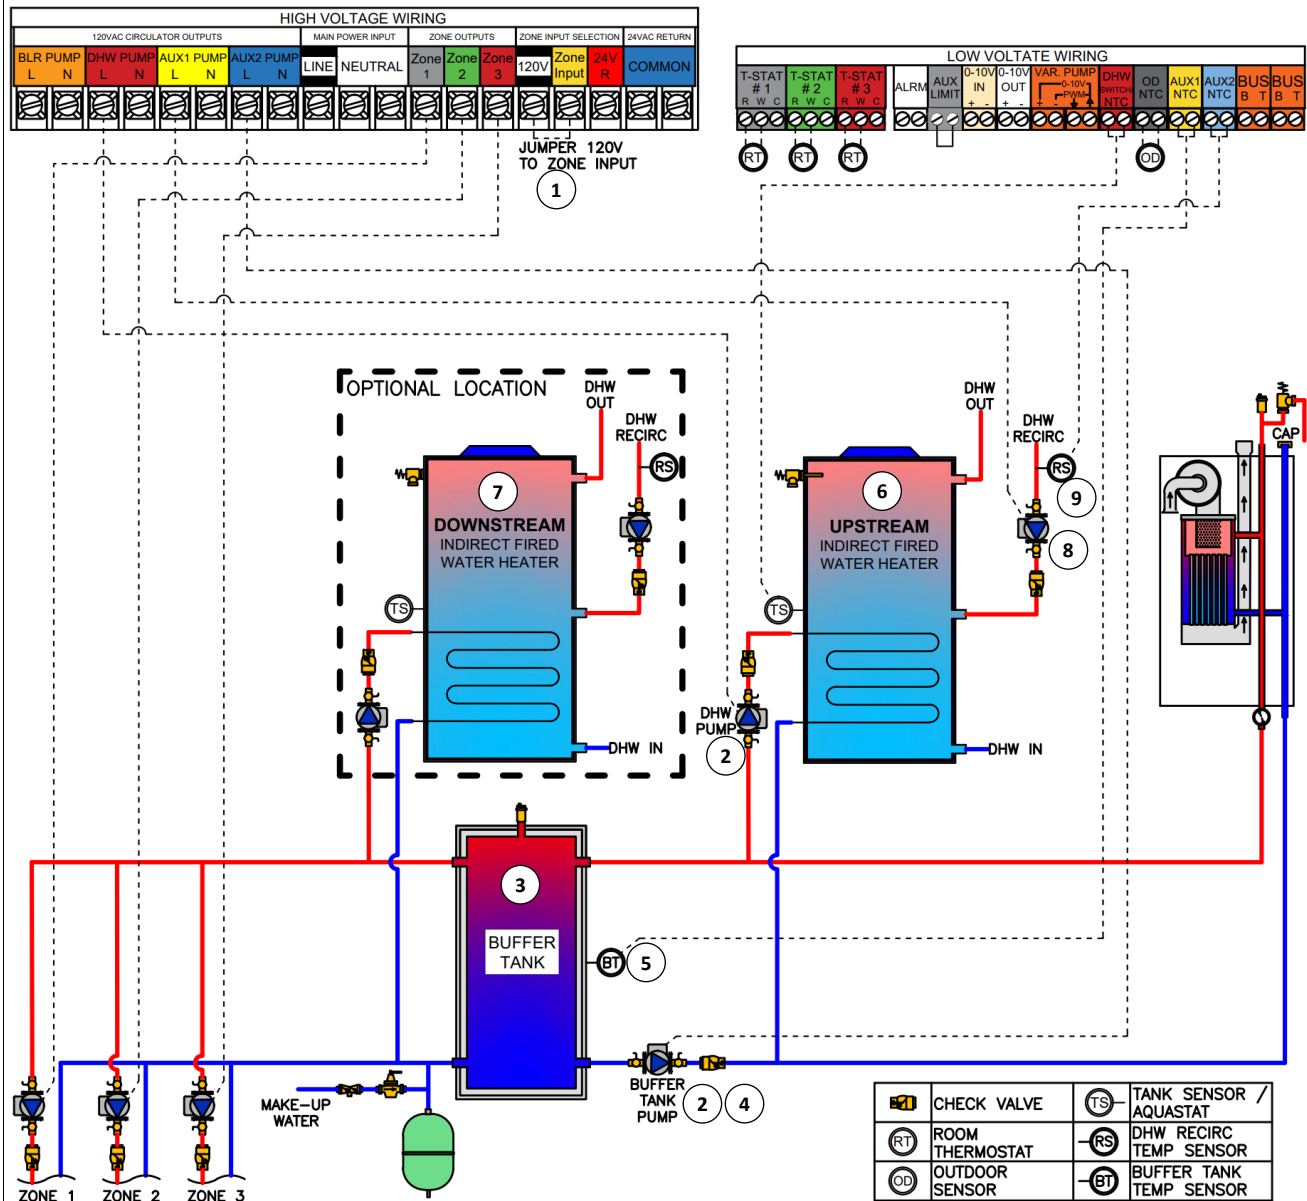 HIGH VOLTAGE WIRING
120VAC CIRCULATOR OUTPUTS MAIN POWER INPUT ZONE OUTPUTS ZONE INPUT SELECTION 24VAC RETURN
BLR PUMP DHW PUMP AUX1 PUMP AUX2 PUMP LINE NEUTRAL Zone 1 Zone 2 Zone 3 120V Zone Input 24V R COMMON
L N L N L N L N
JUMPER 120V
TO ZONE INPUT
1
LOW VOLTATE WIRING
T-STAT # 1 T-STAT # 2 T-STAT # 3 ALRM AUX LIMIT 0-10V IN 0-10V OUT VAR. PUMP DHW SWITCH/ NTC OD NTC AUX1 NTC AUX2 NTC BUS BUS
0-10V
PWM
R W C R W C R W C + - + - + - B T B T
RT RT RT OD
OPTIONAL LOCATION
DHW
OUT
DHW
RECIRC
RS
7
DOWNSTREAM
INDIRECT FIRED
WATER HEATER
TS
DHW IN
DHW
OUT
DHW
RECIRC
RS
9
8
6
UPSTREAM
INDIRECT FIRED
WATER HEATER
TS
DHW
PUMP
2
DHW IN
CAP
3
BUFFER
TANK
BT
5
BUFFER
TANK
PUMP
2 4
MAKE-UP
WATER
ZONE 1 ZONE 2 ZONE 3
CHECK VALVE
TS TANK SENSOR /
AQUASTAT
RT ROOM
THERMOSTAT
RS DHW RECIRC
TEMP SENSOR
OD OUTDOOR
SENSOR
BT BUFFER TANK
TEMP SENSOR